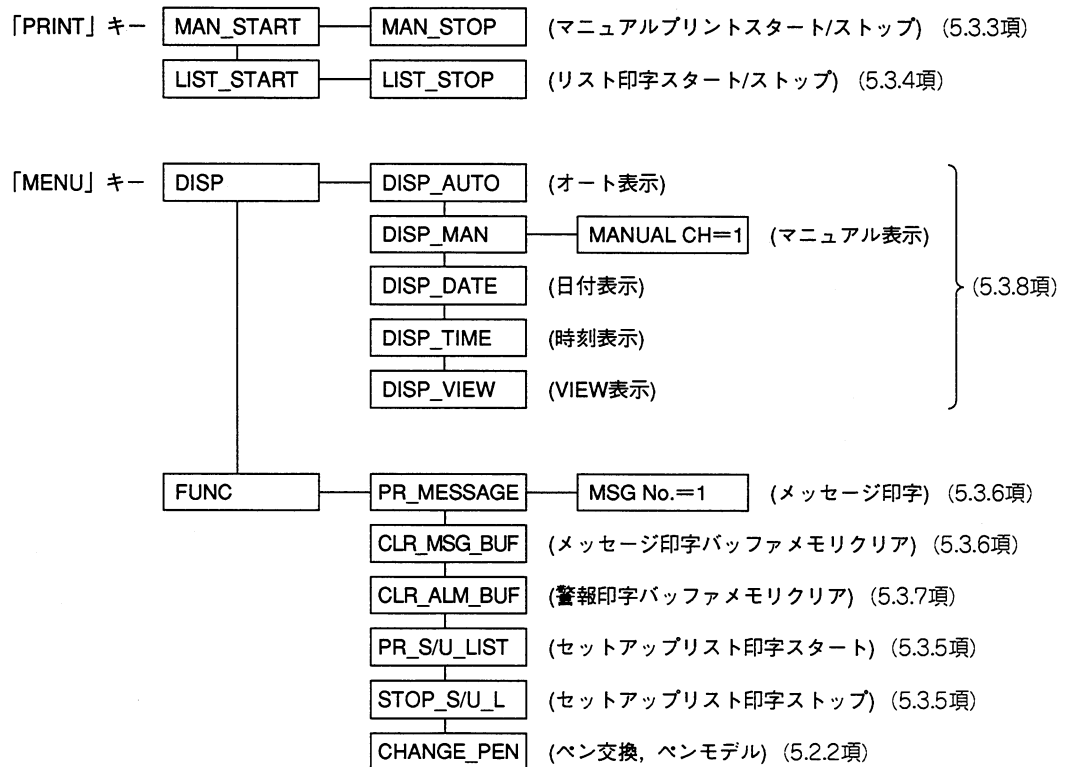 「PRINT」キー MAN_START MAN_STOP (マニュアルプリントスタート/ストップ) (5.3.3項)
LIST_START LIST_STOP (リスト印字スタート/ストップ) (5.3.4項)
「MENU」キー DISP DISP_AUTO (オート表示)
DISP_MAN MANUAL CH=1 (マニュアル表示)
DISP_DATE (日付表示) (5.3.8項)
DISP_TIME (時刻表示)
DISP_VIEW (VIEW表示)
FUNC PR_MESSAGE MSG No.=1 (メッセージ印字) (5.3.6項)
CLR_MSG_BUF (メッセージ印字バッファメモリクリア) (5.3.6項)
CLR_ALM_BUF (警報印字バッファメモリクリア) (5.3.7項)
PR_S/U_LIST (セットアップリスト印字スタート) (5.3.5項)
STOP_S/U_L (セットアップリスト印字ストップ) (5.3.5項)
CHANGE_PEN (ペン交換, ペンモデル) (5.2.2項)